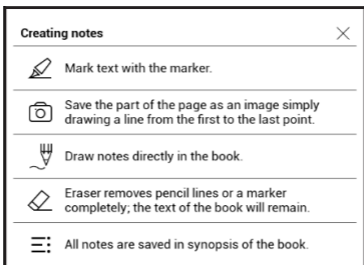 Creating notes
Mark text with the marker.
Save the part of the page as an image simply
drawing a line from the first to the last point.
Draw notes directly in the book.
Eraser removes pencil lines or a marker
completely; the text of the book will remain.
All notes are saved in synopsis of the book.